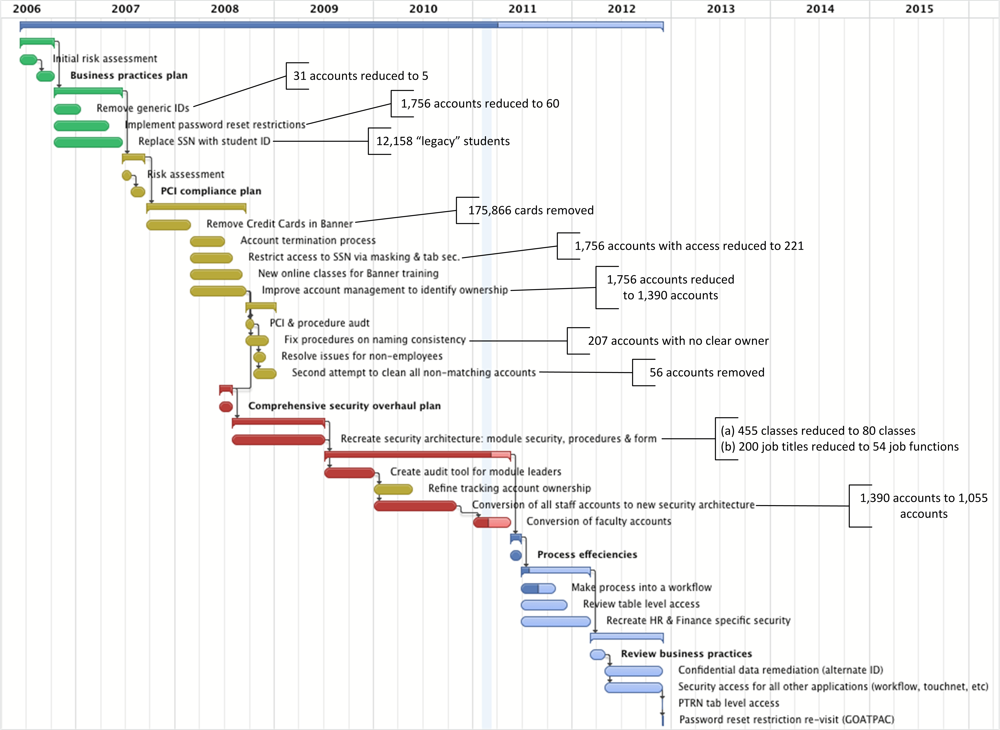 2006 2007 2008 2009 2010 2011 2012 2013 2014 2015
Initial risk assessment
Business practices plan
31 accounts reduced to 5
Remove generic IDs
1,756 accounts reduced to 60
Implement password reset restrictions
Replace SSN with student ID
12,158 “legacy” students
Risk assessment
PCI compliance plan
175,866 cards removed
Remove Credit Cards in Banner
Account termination process
1,756 accounts with access reduced to 221
Restrict access to SSN via masking & tab sec.
New online classes for Banner training
1,756 accounts reduced
to 1,390 accounts
Improve account management to identify ownership
PCI & procedure audt
Fix procedures on naming consistency
207 accounts with no clear owner
Resolve issues for non-employees
Second attempt to clean all non-matching accounts
56 accounts removed
Comprehensive security overhaul plan
Recreate security architecture: module security, procedures & form
(a) 455 classes reduced to 80 classes
(b) 200 job titles reduced to 54 job functions
Create audit tool for module leaders
Refine tracking account ownership
Conversion of all staff accounts to new security architecture
1,390 accounts to 1,055
accounts
Conversion of faculty accounts
Process effeciencies
Make process into a workflow
Review table level access
Recreate HR & Finance specific security
Review business practices
Confidential data remediation (alternate ID)
Security access for all other applications (workflow, touchnet, etc)
PTRN tab level access
Password reset restriction re-visit (GOATPAC)